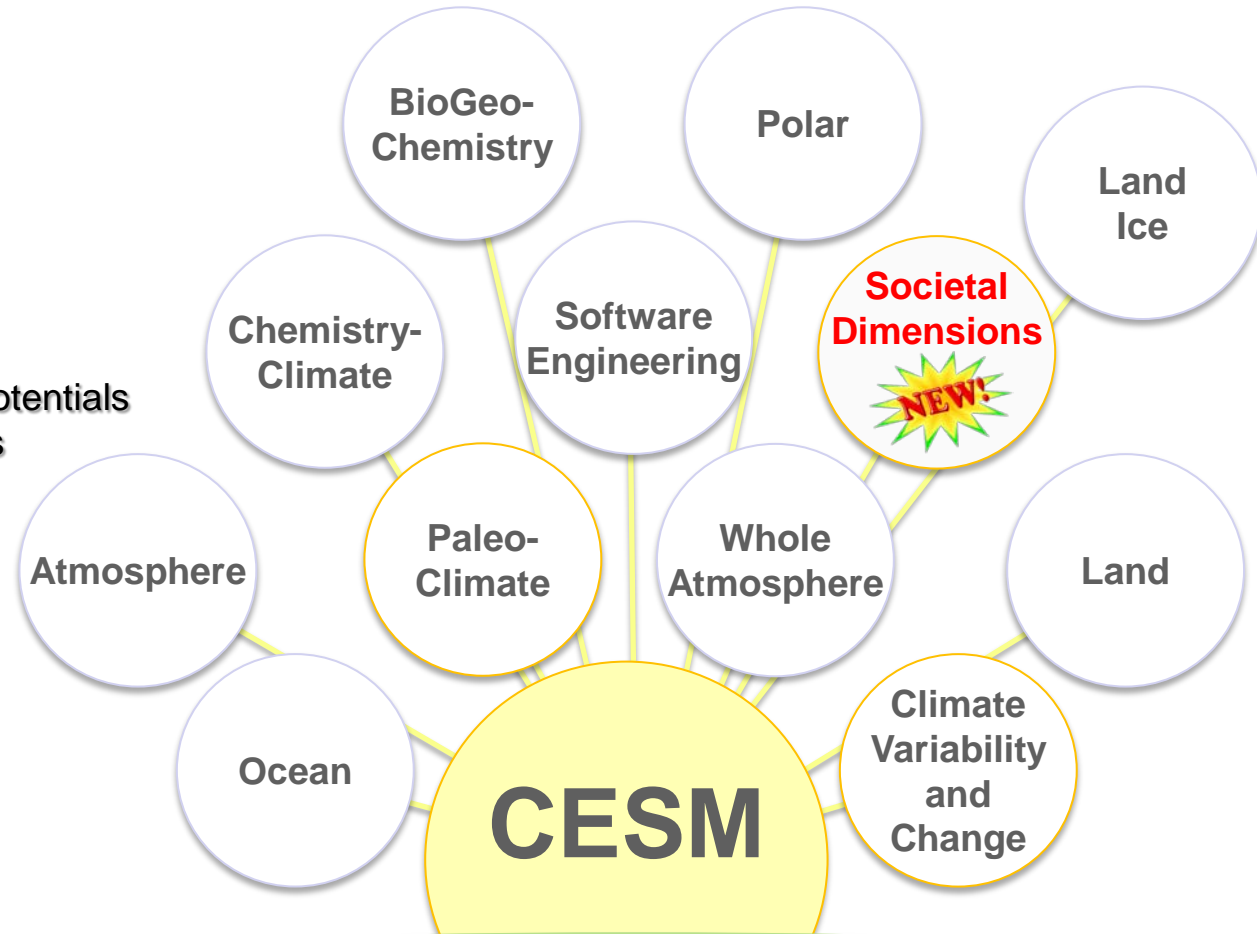 BioGeo-
Chemistry
Polar
Land
Ice
Societal
Dimensions
NEW!
Software
Engineering
Chemistry-
Climate
Paleo-
Climate
Whole
Atmosphere
Atmosphere
Land
Ocean
Climate
Variability
and
Change
CESM